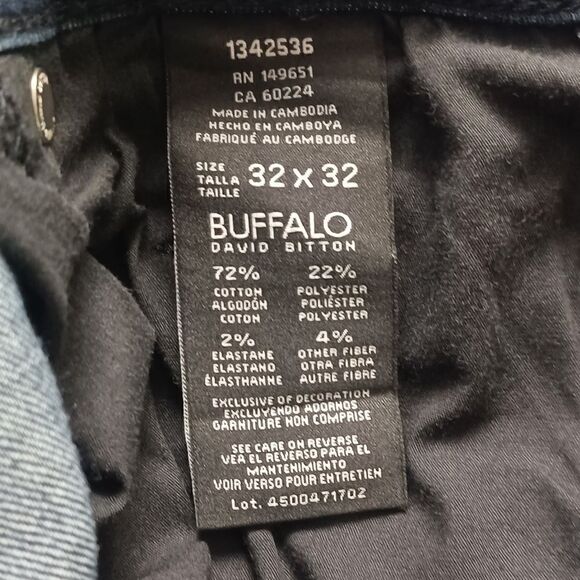 1342536
RN 149651
CA 60224
MADE IN CAMBODIA
HECHO EN CAMBOYA
FABRIQUÉ AU CAMBODGE
SIZE
TALLA 32 X 32
TAILLE
BUFFALO
DAVID BITTON
72% 22%
COTTON POLYESTER
ALGODÓN POLIÉSTER
COTON POLYESTER
2% 4%
ELASTANE OTHER FIBER
ELASTANO OTRA FIBRA
ÉLASTHANNE AUTRE FIBRE
EXCLUSIVE OF DECORATION
EXCLUYENDO ADORNOS
GARNITURE NON COMPRISE
SEE CARE ON REVERSE
VEA EL REVERSO PARA EL
MANTENIMIENTO
VOIR VERSO POUR ENTRETIEN
Lot. 4500471702